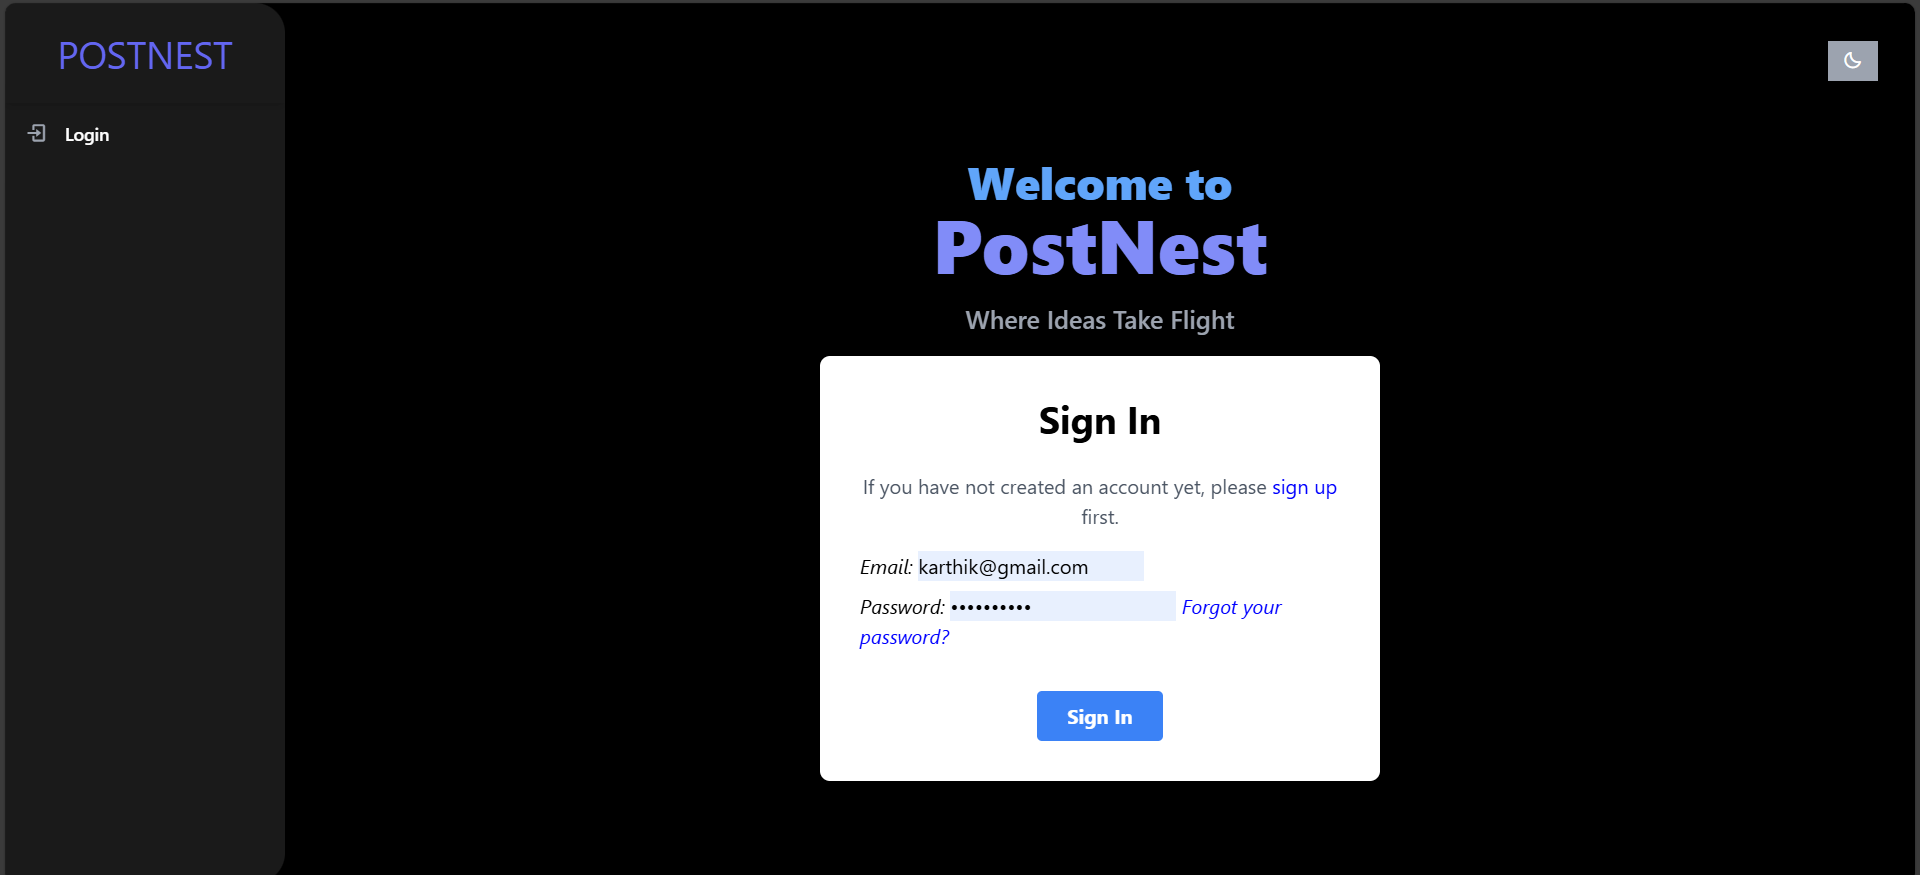 POSTNEST
Login
Welcome to
PostNest
Where Ideas Take Flight
Sign In
If you have not created an account yet, please sign up
first.
Email: karthik@gmail.com
Password: •••••••••• Forgot your
password?
Sign In